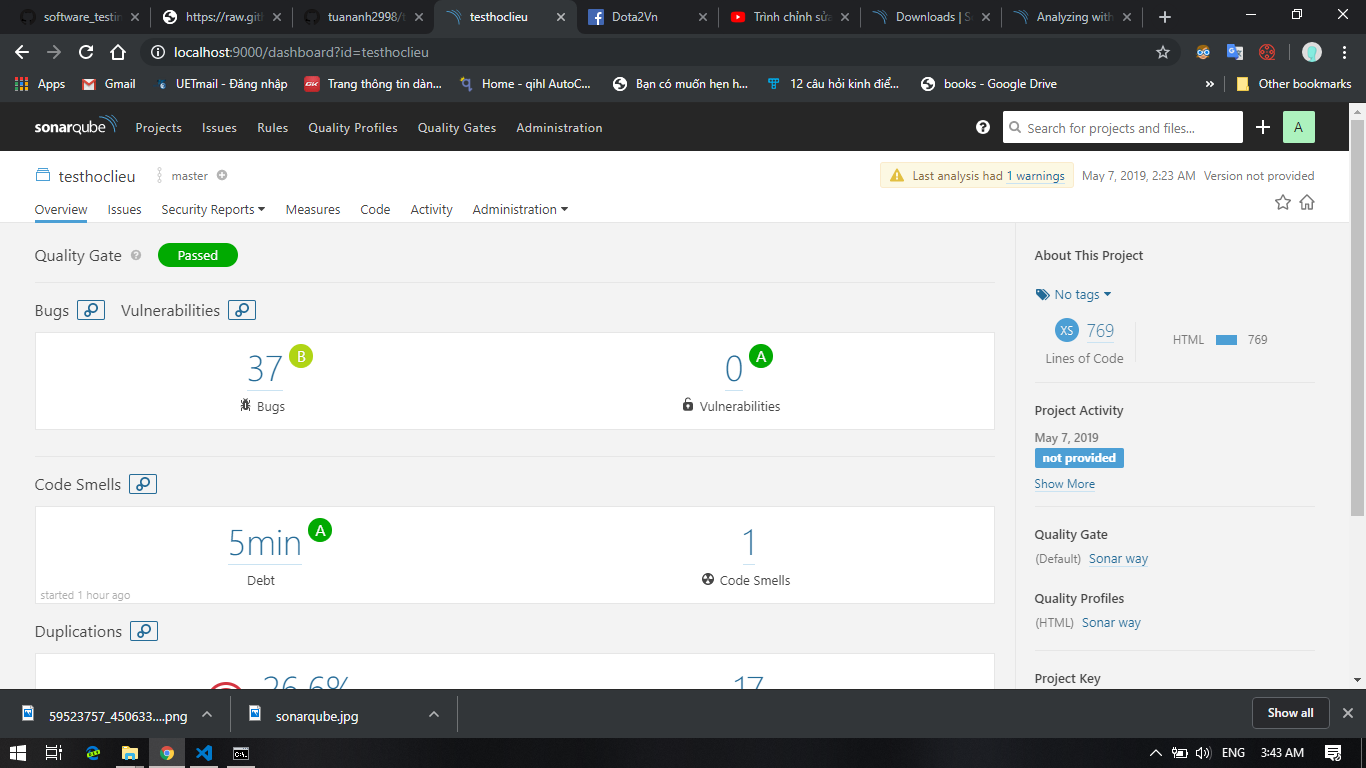 software_testin
https://raw.git
tuananh2998/t
testhoclieu
Dota2Vn
Trình chỉnh sửa
Downloads | S
Analyzing with
localhost:9000/dashboard?id=testhoclieu
Apps
Gmail
UETmail - Đăng nhập
Trang thông tin dàn...
Home - qihl AutoC...
Bạn có muốn hẹn h...
12 câu hỏi kinh điể...
books - Google Drive
»
Other bookmarks
sonarqube
Projects
Issues
Rules
Quality Profiles
Quality Gates
Administration
Search for projects and files...
A
testhoclieu
master
Last analysis had 1 warnings
May 7, 2019, 2:23 AM
Version not provided
Overview
Issues
Security Reports
Measures
Code
Activity
Administration
Quality Gate
Passed
Bugs
Vulnerabilities
37
B
Bugs
0
A
Vulnerabilities
Code Smells
5min
A
Debt
started 1 hour ago
1
Code Smells
Duplications
26.6%
17
About This Project
No tags
XS
769
Lines of Code
HTML
769
Project Activity
May 7, 2019
not provided
Show More
Quality Gate
(Default) Sonar way
Quality Profiles
(HTML) Sonar way
Project Key
59523757_450633....png
sonarqube.jpg
Show all
ENG
3:43 AM